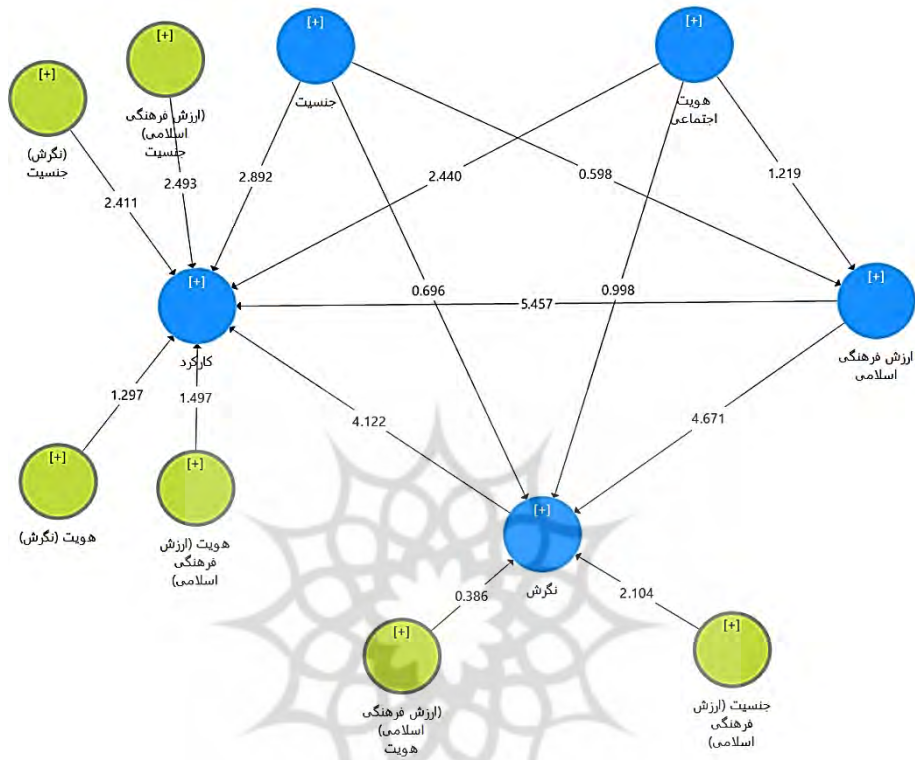 [+]
[+]
[+]
[+]
جنسیت
هویت
اجتماعی
(ارزش فرهنگی
اسلامی)
جنسیت
(نگرش)
جنسیت
2.411
2.493
2.892
2.440
0.598
1.219
[+]
[+]
0.696
0.998
5.457
کارکرد
ارزش فرهنگی
اسلامی
1.297
1.497
4.122
4.671
[+]
[+]
[+]
هویت (نگرش)
هویت (ارزش
فرهنگی
اسلامی)
نگرش
0.386
2.104
[+]
[+]
(ارزش فرهنگی
اسلامی)
هویت
جنسیت (ارزش
فرهنگی
اسلامی)